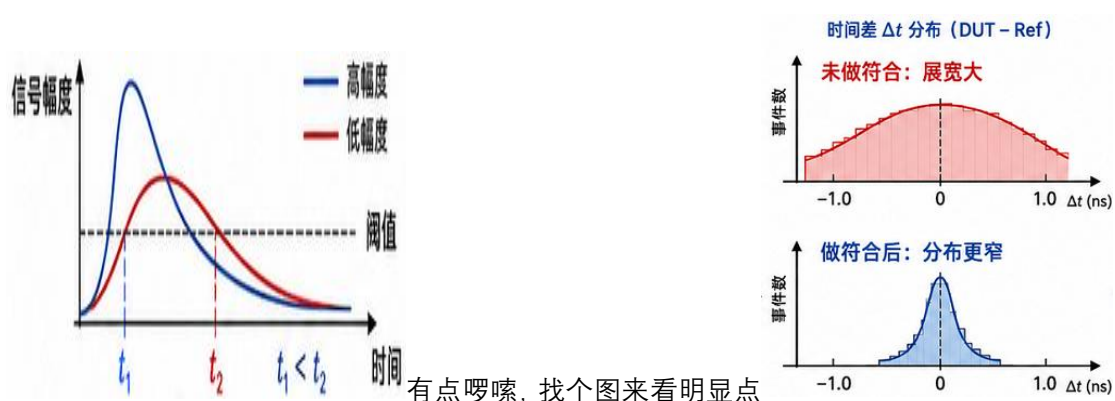 信号幅度
高幅度
低幅度
阈值
t₁
t₂
t₁ < t₂
时间
有点啰嗦, 找个图来看明显点
时间差 Δt 分布 (DUT – Ref)
未做符合: 展宽大
事件数
−1.0
0
1.0
Δt (ns)
做符合后: 分布更窄
事件数
−1.0
0
1.0
Δt (ns)